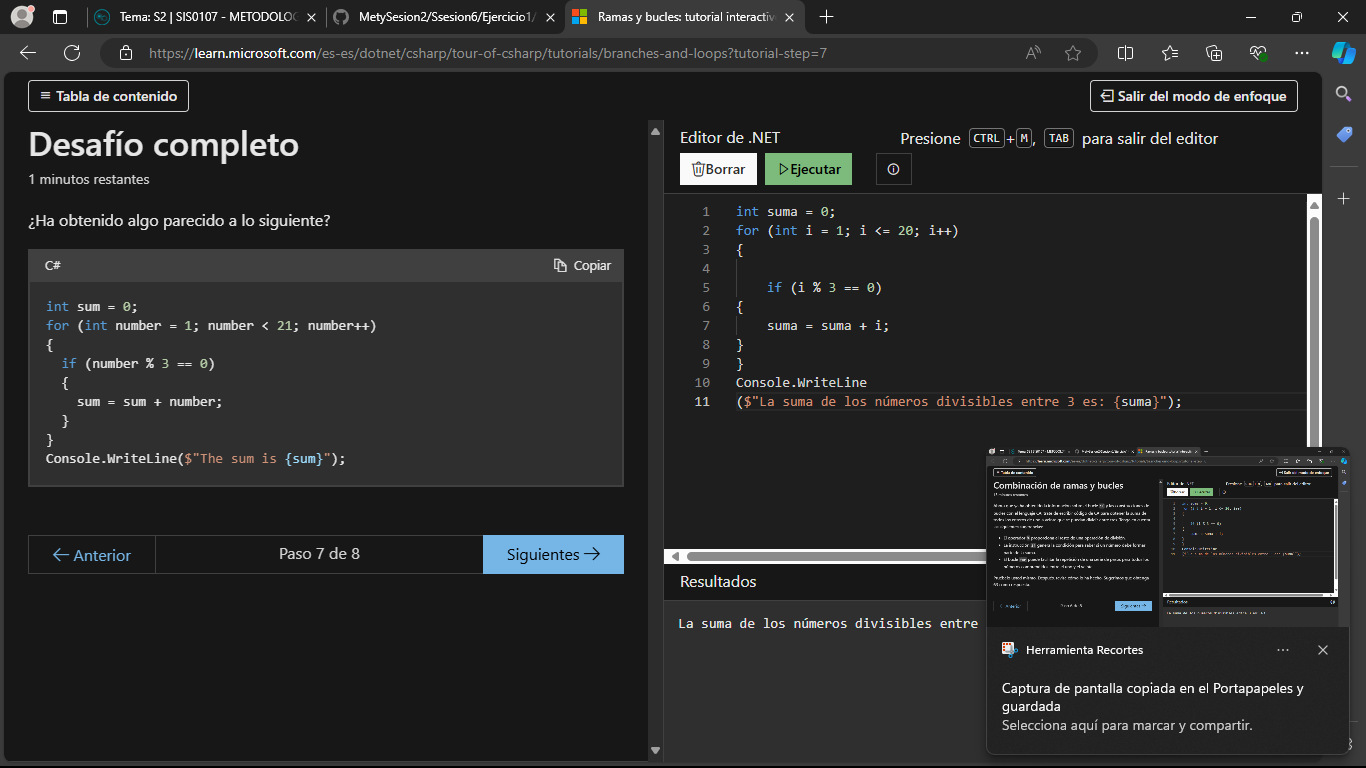 Tema: S2 | SIS0107 - METODOLOG
MetySesion2/Ssesion6/Ejercicio1/
Ramas y bucles: tutorial interactiv
https://learn.microsoft.com/es-es/dotnet/csharp/tour-of-csharp/tutorials/branches-and-loops?tutorial-step=7
Tabla de contenido
Salir del modo de enfoque
Desafío completo
1 minutos restantes
¿Ha obtenido algo parecido a lo siguiente?
C#
Copiar
int sum = 0;
for (int number = 1; number < 21; number++)
{
if (number % 3 == 0)
{
sum = sum + number;
}
}
Console.WriteLine($"The sum is {sum}");
Anterior
Paso 7 de 8
Siguientes
Editor de .NET
Presione CTRL+M, TAB para salir del editor
Borrar
Ejecutar
1 int suma = 0;
2 for (int i = 1; i <= 20; i++)
3 {
4
5 if (i % 3 == 0)
6 {
7 suma = suma + i;
8 }
9 }
10 Console.WriteLine
11 ($"La suma de los números divisibles entre 3 es: {suma}");
Resultados
La suma de los números divisibles entre
Combinación de ramas y bucles
Herramienta Recortes
Captura de pantalla copiada en el Portapapeles y
guardada
Selecciona aquí para marcar y compartir.